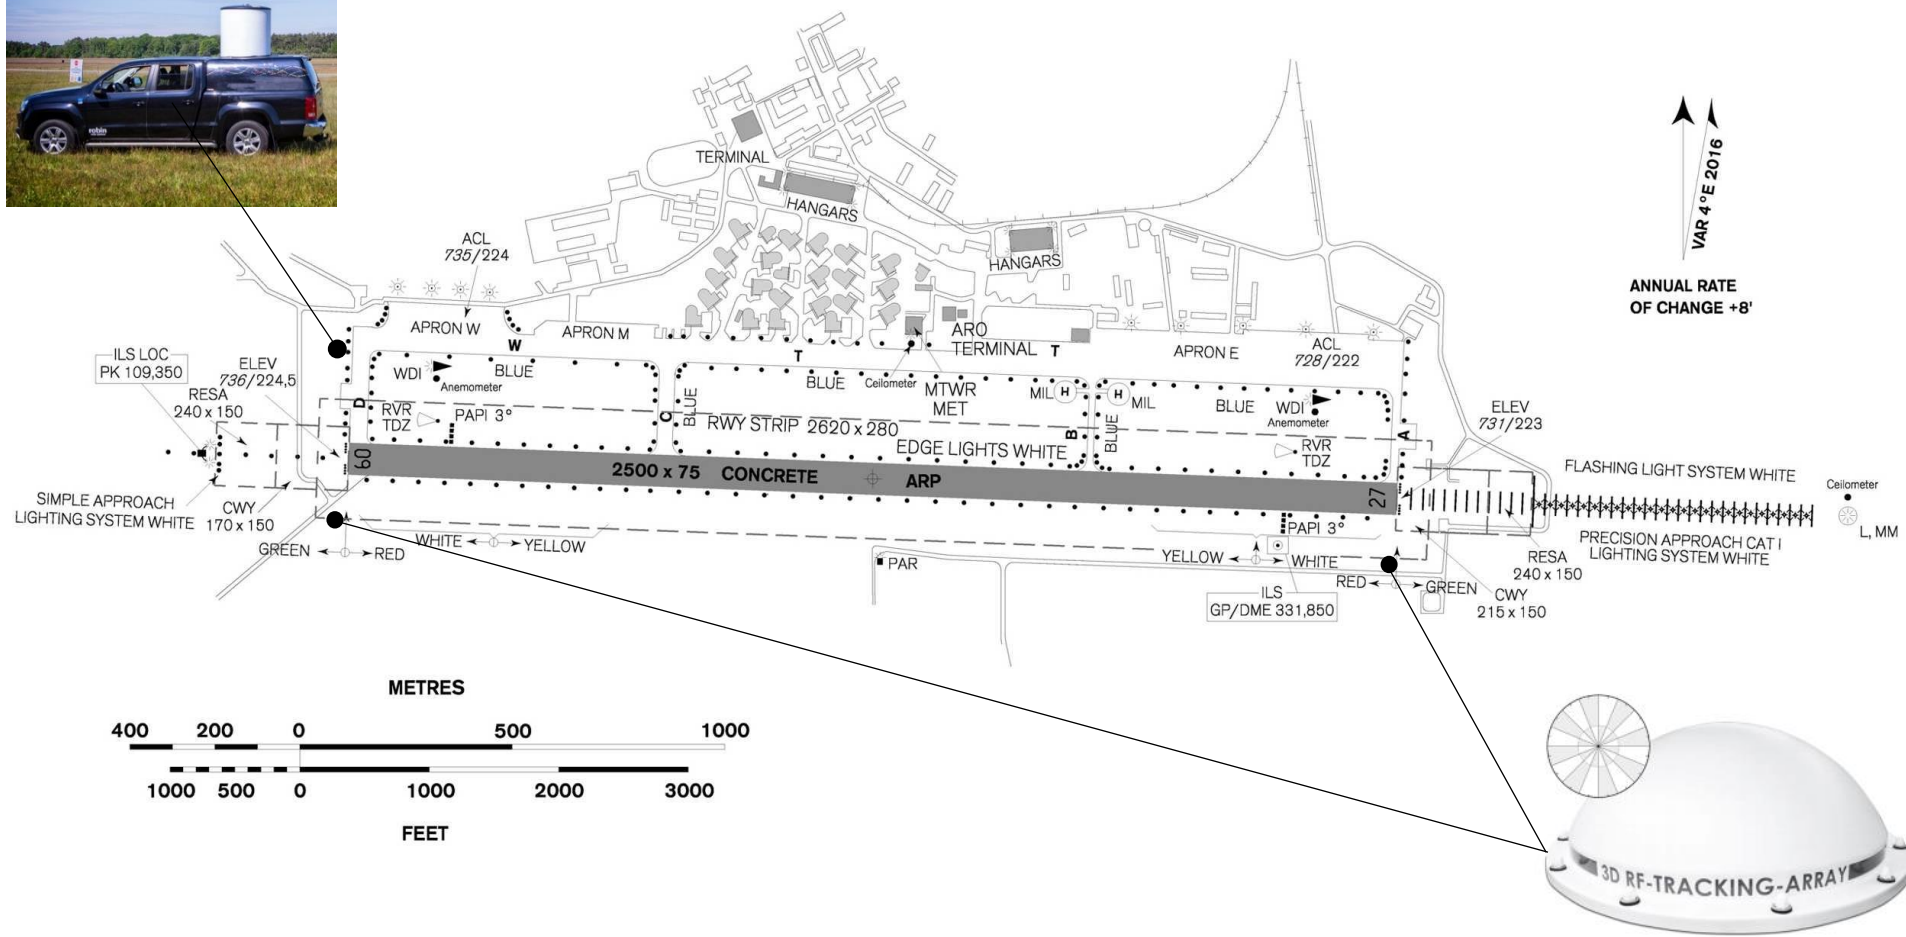 robin
TERMINAL
HANGARS
HANGARS
VAR 4°E 2016
ANNUAL RATE
OF CHANGE +8'
ACL
735/224
APRON W
APRON M
W
ARO
TERMINAL
T
T
APRON E
ACL
728/222
ILS LOC
PK 109,350
ELEV
736/224,5
RESA
240 x 150
WDI
Anemometer
BLUE
BLUE
Ceilometer
MTWR
MET
MIL
H
H
MIL
BLUE
WDI
Anemometer
ELEV
731/223
D
RVR
TDZ
PAPI 3°
C
BLUE
RWY STRIP 2620 x 280
EDGE LIGHTS WHITE
B
BLUE
RVR
TDZ
A
09
2500 x 75 CONCRETE
ARP
27
FLASHING LIGHT SYSTEM WHITE
Ceilometer
L, MM
SIMPLE APPROACH
LIGHTING SYSTEM WHITE
CWY
170 x 150
GREEN
RED
WHITE
YELLOW
PAR
YELLOW
WHITE
PAPI 3°
ILS
GP/DME 331,850
RED
GREEN
RESA
240 x 150
CWY
215 x 150
PRECISION APPROACH CAT I
LIGHTING SYSTEM WHITE
METRES
400 200 0 500 1000
1000 500 0 1000 2000 3000
FEET
3D RF-TRACKING-ARRAY